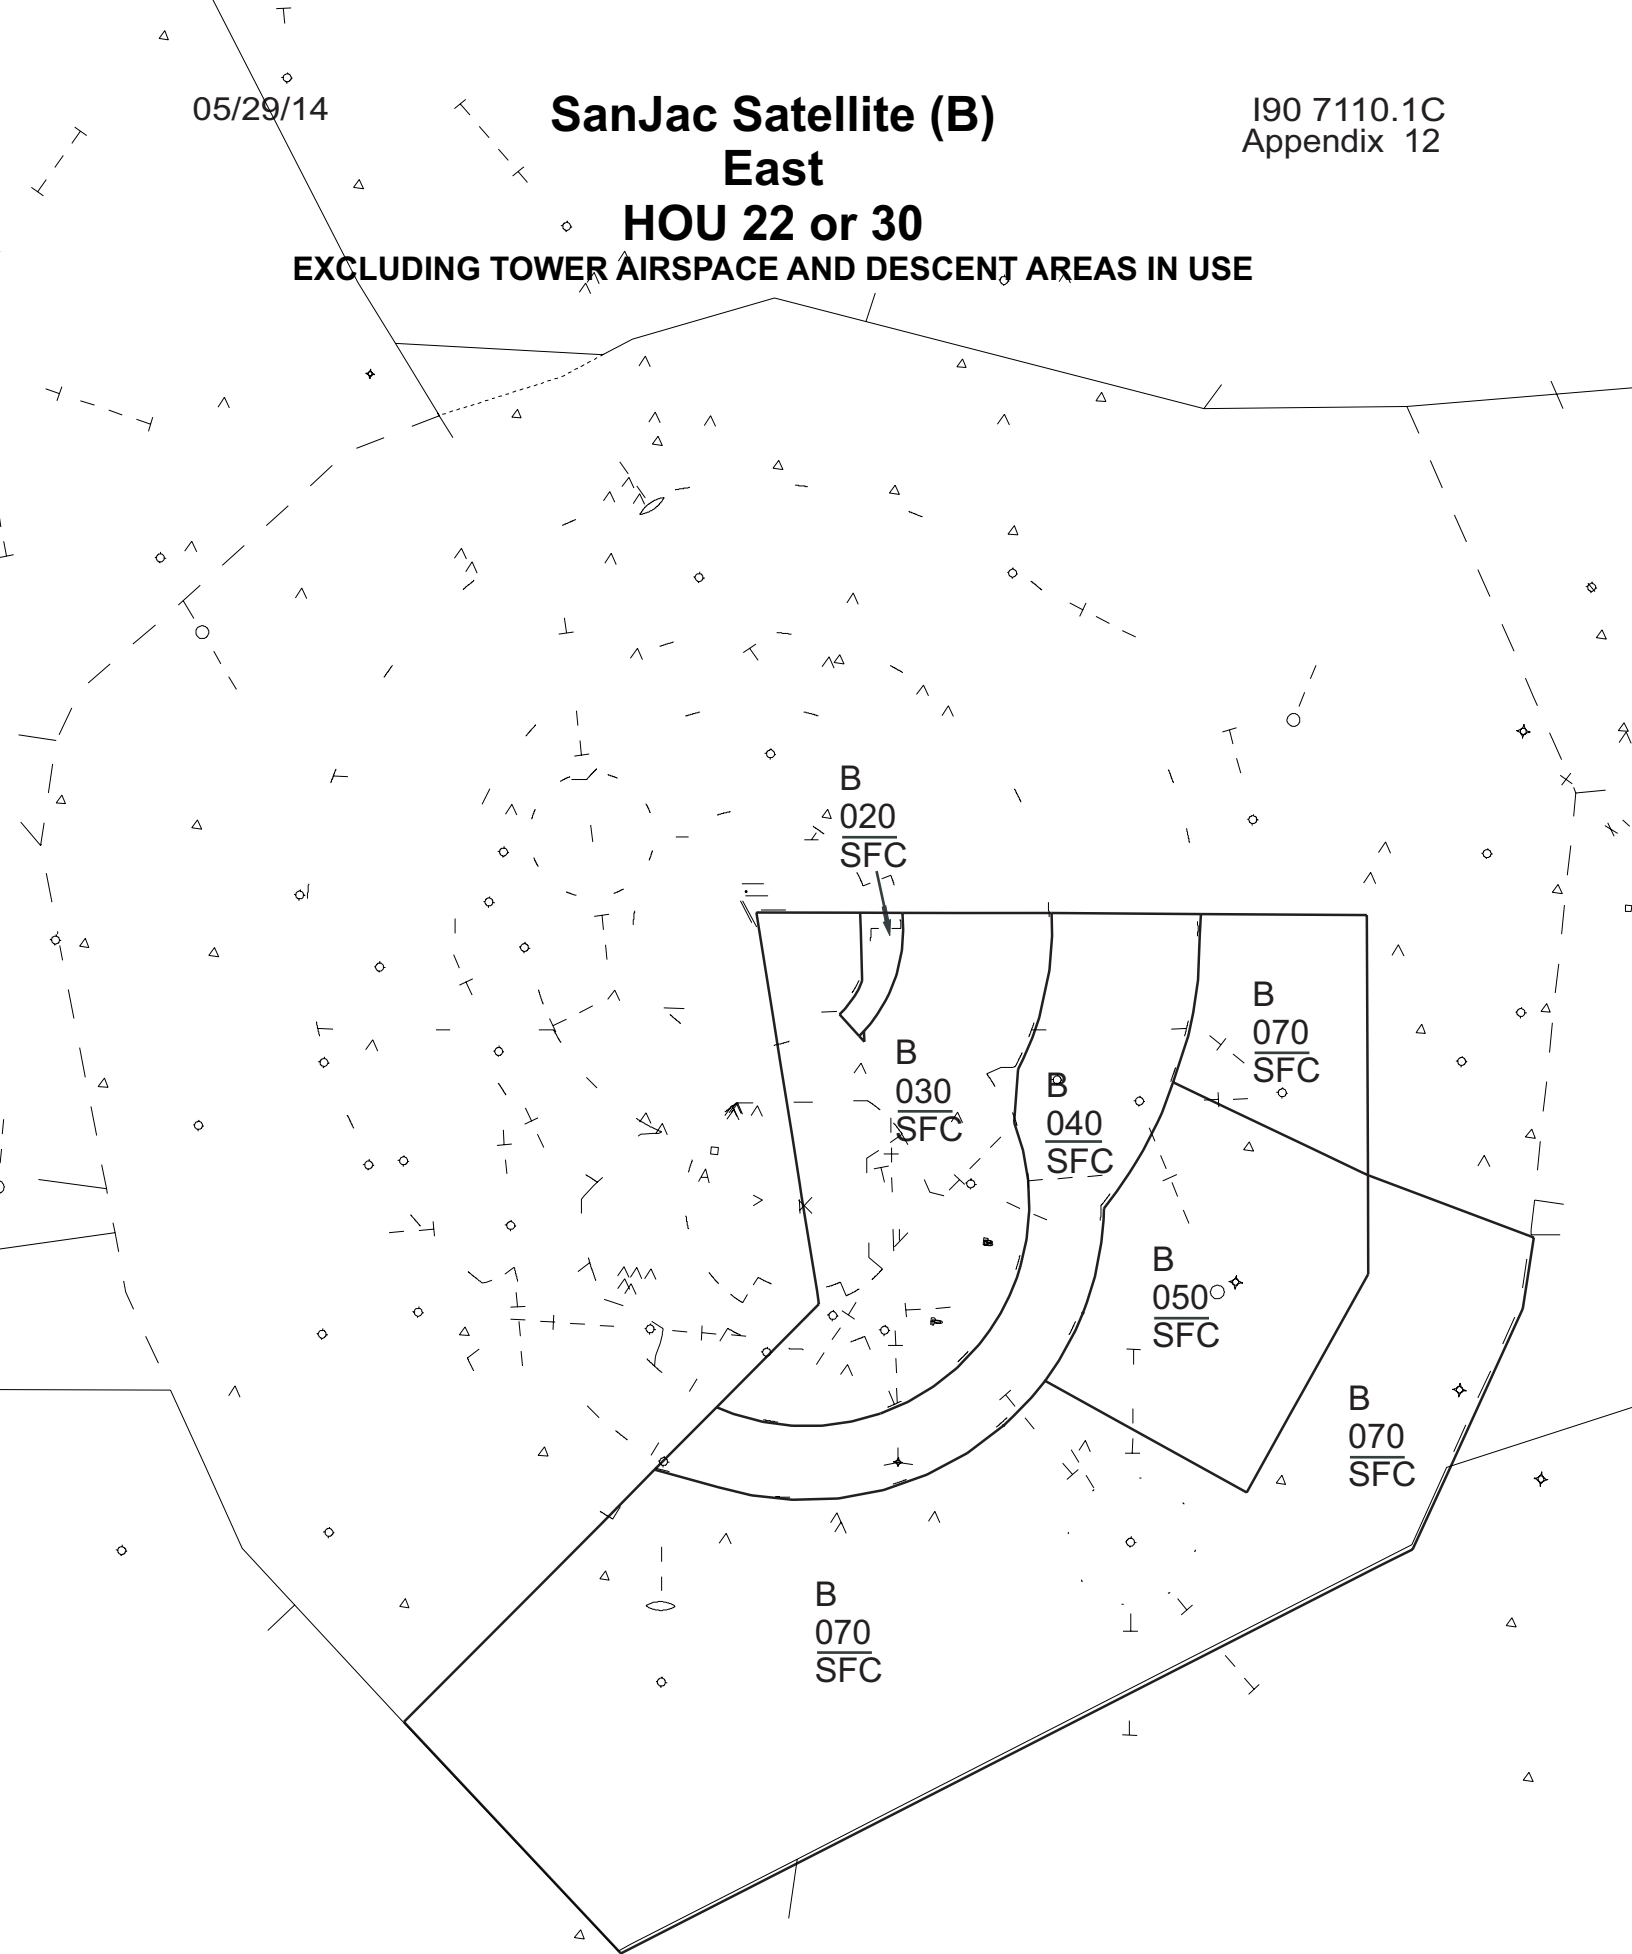 05/29/14
SanJac Satellite (B)
I90 7110.1C
Appendix 12
East
HOU 22 or 30
EXCLUDING TOWER AIRSPACE AND DESCENT AREAS IN USE
B
020
SFC
B
070
SFC
B
030
SFC
B
040
SFC
B
050
SFC
B
070
SFC
B
070
SFC